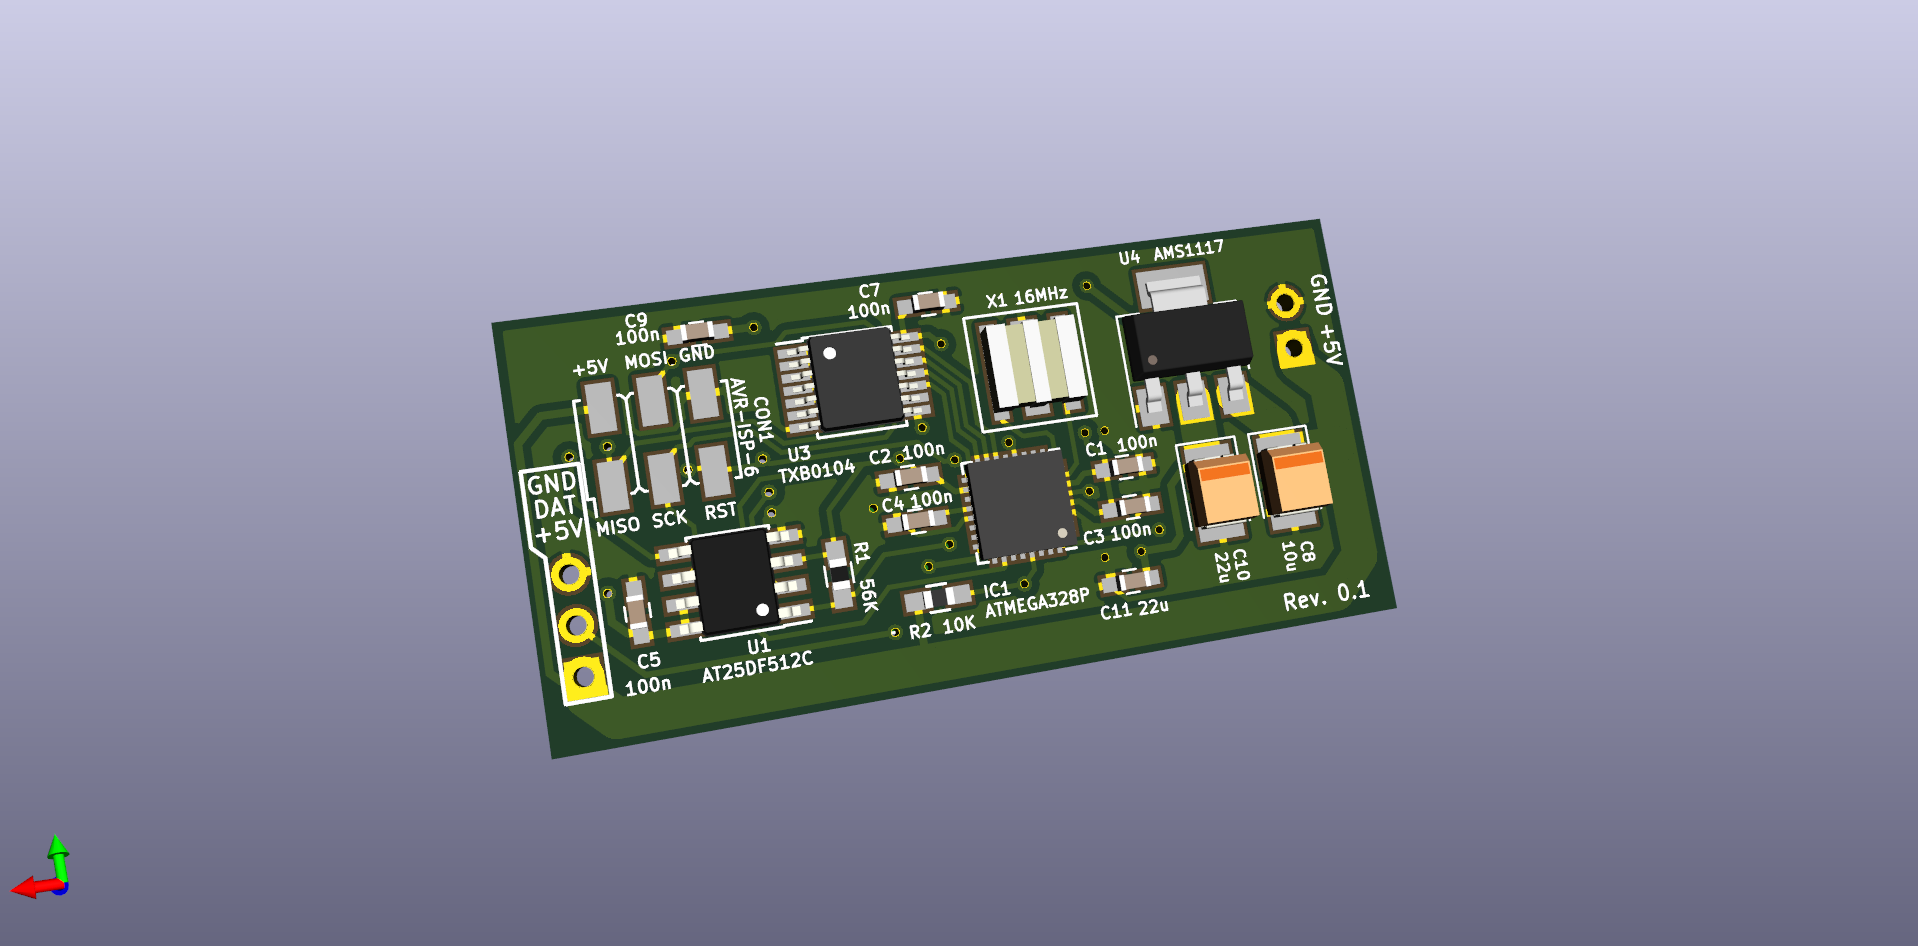 U4 AMS1117
C7
100n
X1 16MHz
GND +5V
C9
100n
+5V
MOSI
GND
CON1
AVR-ISP-6
U3
TXB0104
C2 100n
C1 100n
GND
DAT
+5V
MISO
SCK
RST
C4 100n
C3 100n
R1 56K
C10
22u
C8
10u
IC1
ATMEGA328P
R2 10K
C11 22u
Rev. 0.1
U1
AT25DF512C
C5
100n